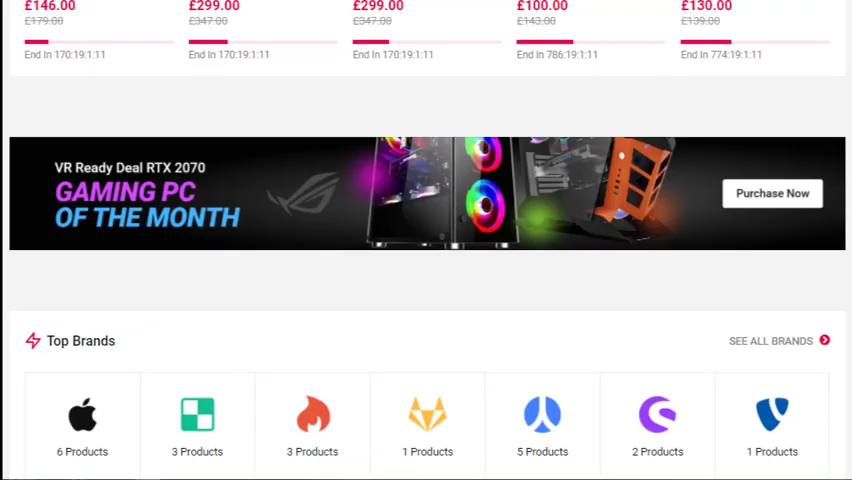 £146.00 £299.00 £299.00 £100.00 £130.00
£179.00 £347.00 £347.00 £143.00 £139.00
End In 170:19:1:11 End In 170:19:1:11 End In 170:19:1:11 End In 786:19:1:11 End In 774:19:1:11
VR Ready Deal RTX 2070
GAMING PC
OF THE MONTH
Purchase Now
Top Brands
SEE ALL BRANDS
6 Products 3 Products 3 Products 1 Products 5 Products 2 Products 1 Products